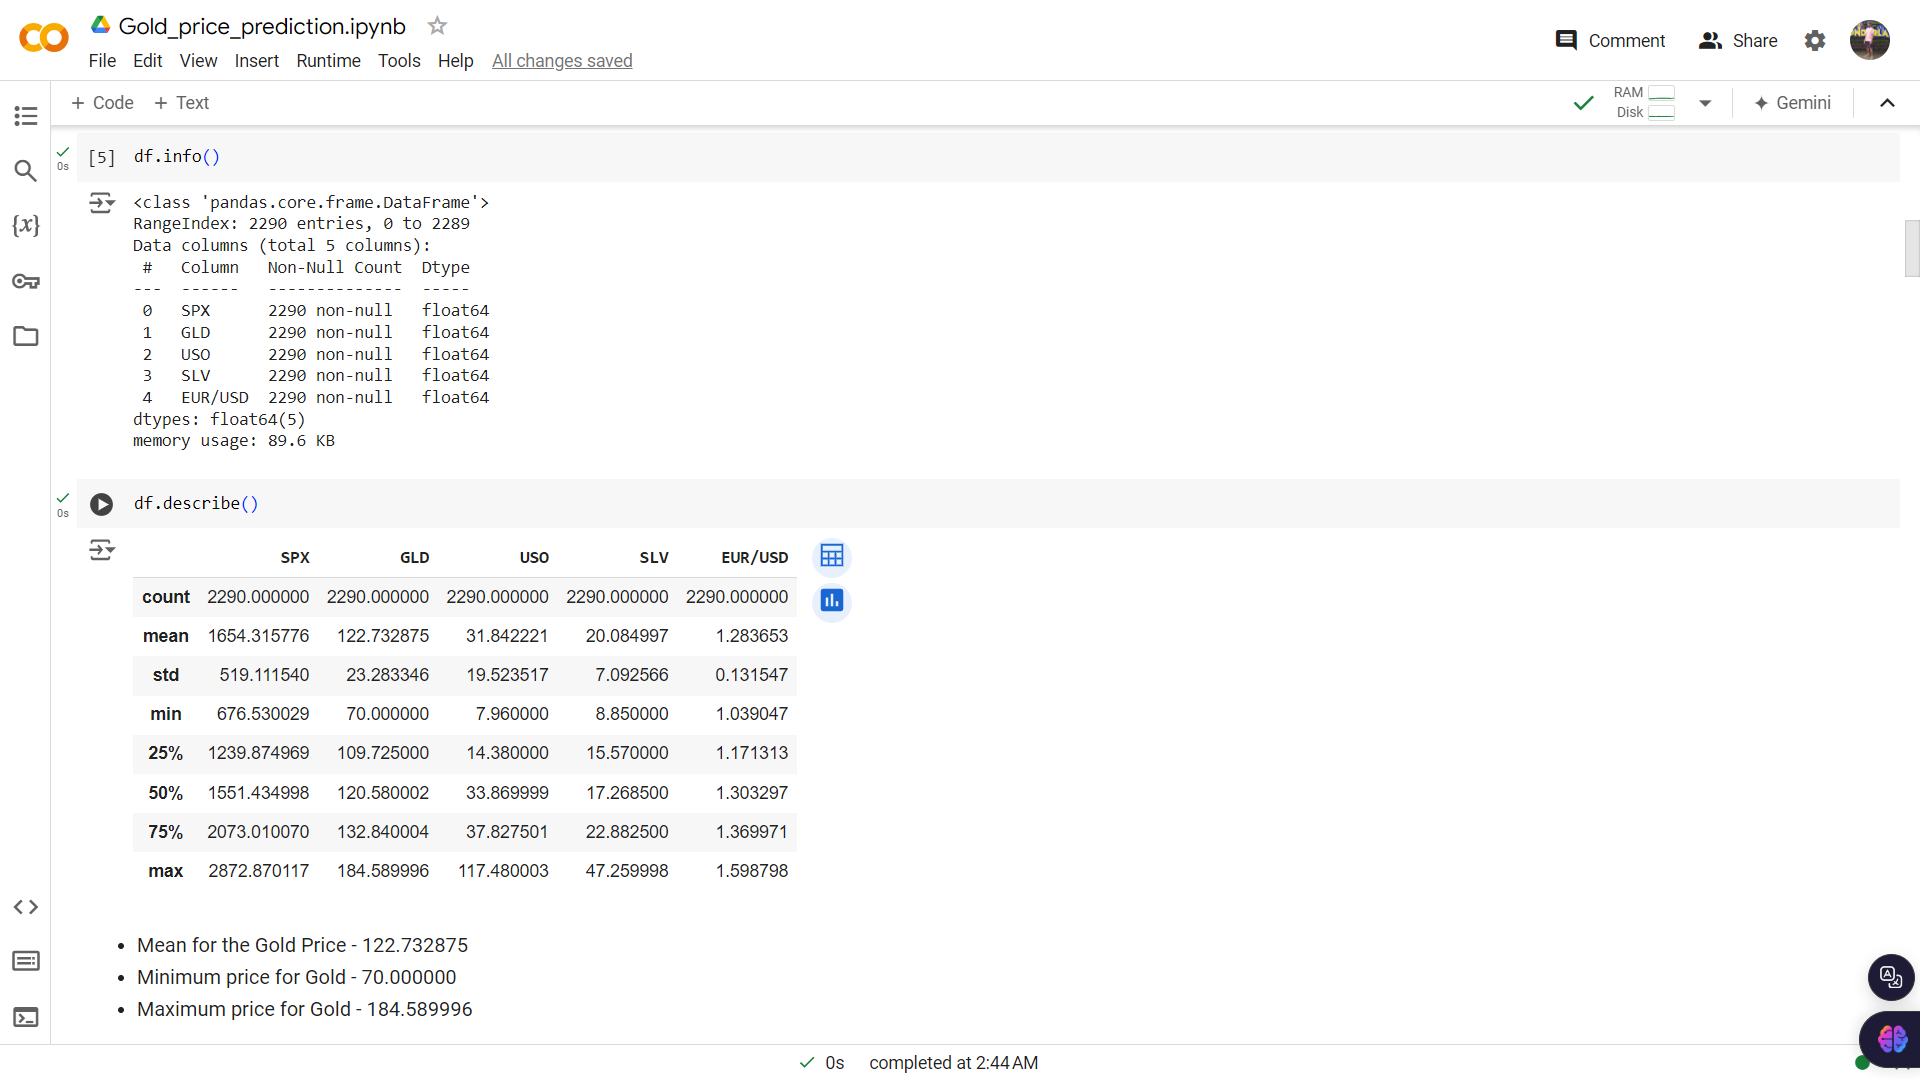 Gold_price_prediction.ipynb
File Edit View Insert Runtime Tools Help All changes saved
Comment Share
+ Code + Text
RAM
Disk
Gemini
0s
[5] df.info()
<class 'pandas.core.frame.DataFrame'>
RangeIndex: 2290 entries, 0 to 2289
Data columns (total 5 columns):
 #   Column   Non-Null Count  Dtype
---  ------   --------------  -----
 0   SPX      2290 non-null   float64
 1   GLD      2290 non-null   float64
 2   USO      2290 non-null   float64
 3   SLV      2290 non-null   float64
 4   EUR/USD  2290 non-null   float64
dtypes: float64(5)
memory usage: 89.6 KB
0s
df.describe()
SPX GLD USO SLV EUR/USD
count 2290.000000 2290.000000 2290.000000 2290.000000 2290.000000
mean 1654.315776 122.732875 31.842221 20.084997 1.283653
std 519.111540 23.283346 19.523517 7.092566 0.131547
min 676.530029 70.000000 7.960000 8.850000 1.039047
25% 1239.874969 109.725000 14.380000 15.570000 1.171313
50% 1551.434998 120.580002 33.869999 17.268500 1.303297
75% 2073.010070 132.840004 37.827501 22.882500 1.369971
max 2872.870117 184.589996 117.480003 47.259998 1.598798
• Mean for the Gold Price - 122.732875
• Minimum price for Gold - 70.000000
• Maximum price for Gold - 184.589996
0s completed at 2:44 AM